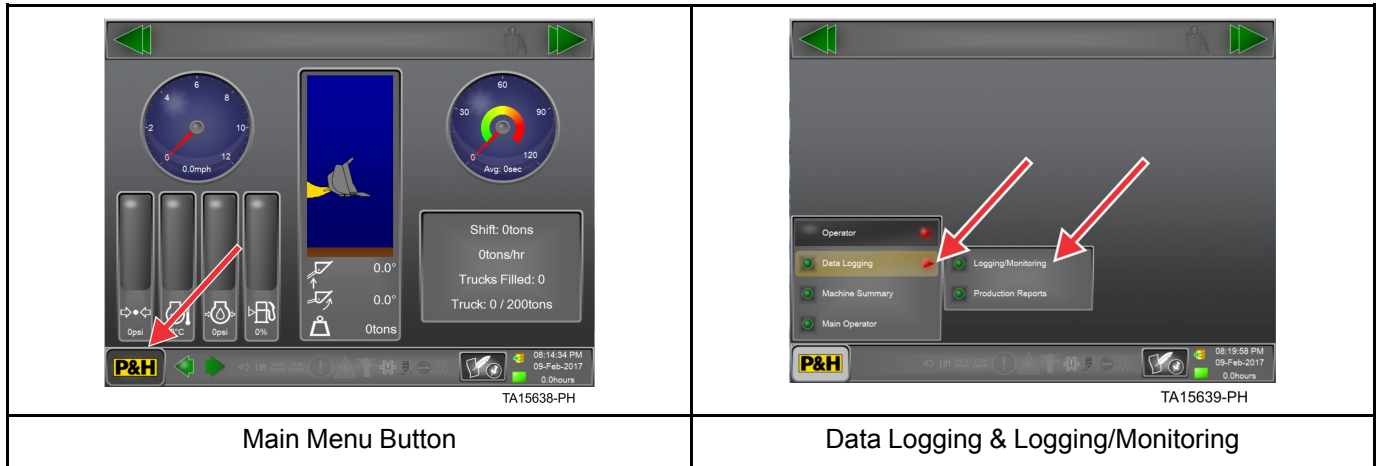 6
4
8
2
10
0
12
0.0mph
0psi
0psi
0%
0.0°
0.0°
0tons
60
30
90
0
120
Avg: 0sec
Shift: 0tons
0tons/hr
Trucks Filled: 0
Truck: 0 / 200tons
P&H
LIM
08:14:34 PM
09-Feb-2017
0.0hours
TA15638-PH
Main Menu Button
Operator
Data Logging
Logging/Monitoring
Machine Summary
Production Reports
Main Operator
P&H
LIM
08:19:58 PM
09-Feb-2017
0.0hours
TA15639-PH
Data Logging & Logging/Monitoring